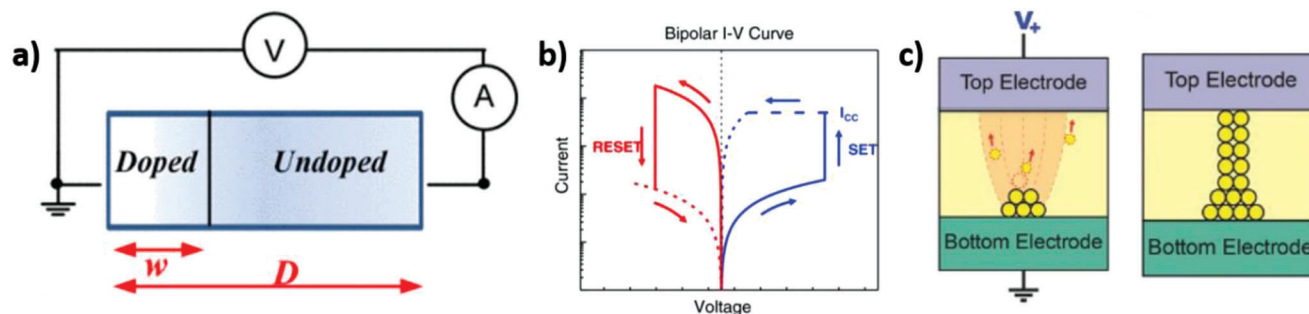 a)
V
A
Doped
Undoped
w
D
b)
Bipolar I-V Curve
Current
RESET
I_CC
SET
Voltage
c)
V+
Top Electrode
Bottom Electrode
Top Electrode
Bottom Electrode